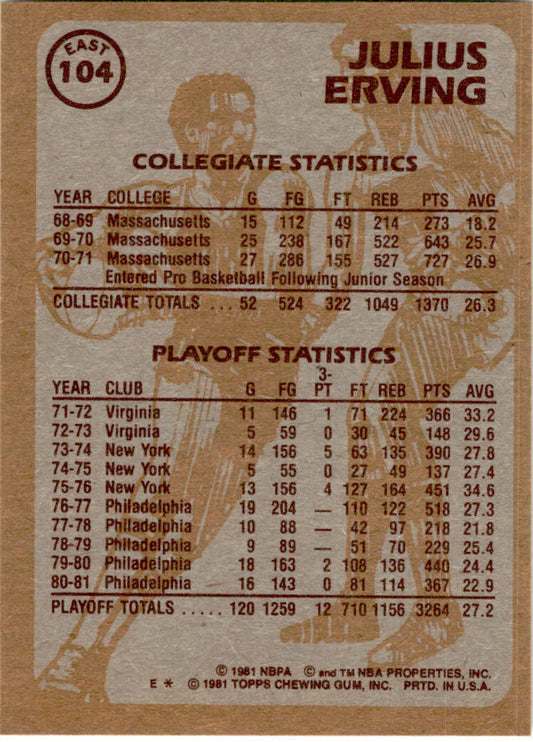 EAST
104
JULIUS
ERVING
COLLEGIATE STATISTICS
YEAR COLLEGE G FG FT REB PTS AVG
68-69 Massachusetts 15 112 49 214 273 18.2
69-70 Massachusetts 25 238 167 522 643 25.7
70-71 Massachusetts 27 286 155 527 727 26.9
Entered Pro Basketball Following Junior Season
COLLEGIATE TOTALS ... 52 524 322 1049 1370 26.3
PLAYOFF STATISTICS
3-
YEAR CLUB G FG PT FT REB PTS AVG
71-72 Virginia 11 146 1 71 224 366 33.2
72-73 Virginia 5 59 0 30 45 148 29.6
73-74 New York 14 156 5 63 135 390 27.8
74-75 New York 5 55 0 27 49 137 27.4
75-76 New York 13 156 4 127 164 451 34.6
76-77 Philadelphia 19 204 — 110 122 518 27.3
77-78 Philadelphia 10 88 — 42 97 218 21.8
78-79 Philadelphia 9 89 — 51 70 229 25.4
79-80 Philadelphia 18 163 2 108 136 440 24.4
80-81 Philadelphia 16 143 0 81 114 367 22.9
PLAYOFF TOTALS ..... 120 1259 12 710 1156 3264 27.2
© 1981 NBPA © and TM NBA PROPERTIES, INC.
E * © 1981 TOPPS CHEWING GUM, INC. PRTD. IN U.S.A.